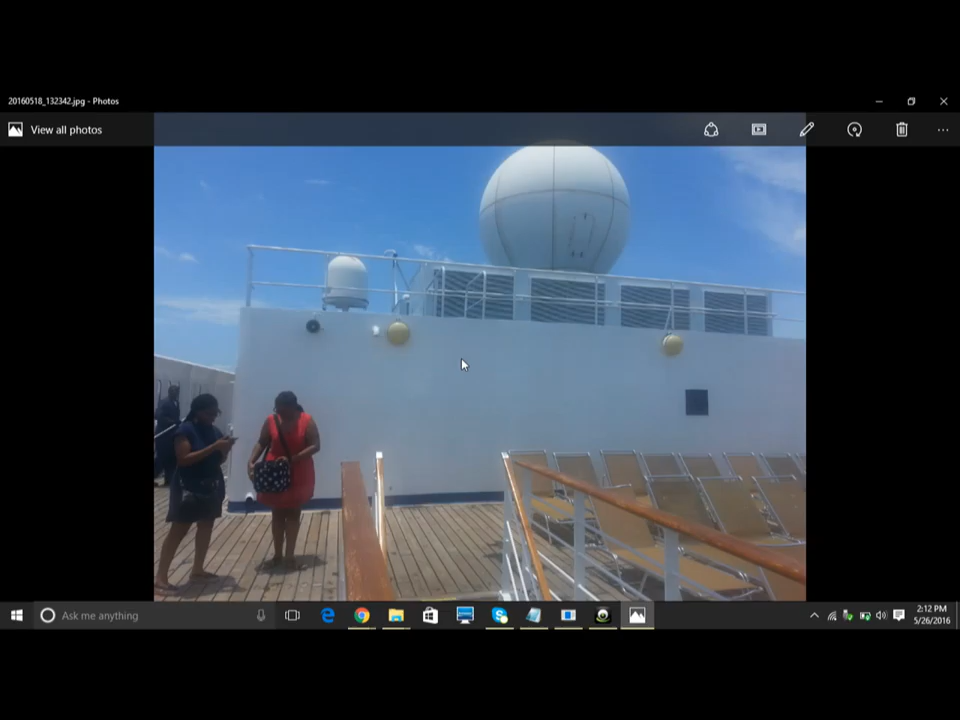 20160518_132342.jpg - Photos
View all photos
Ask me anything
2:12 PM
5/26/2016